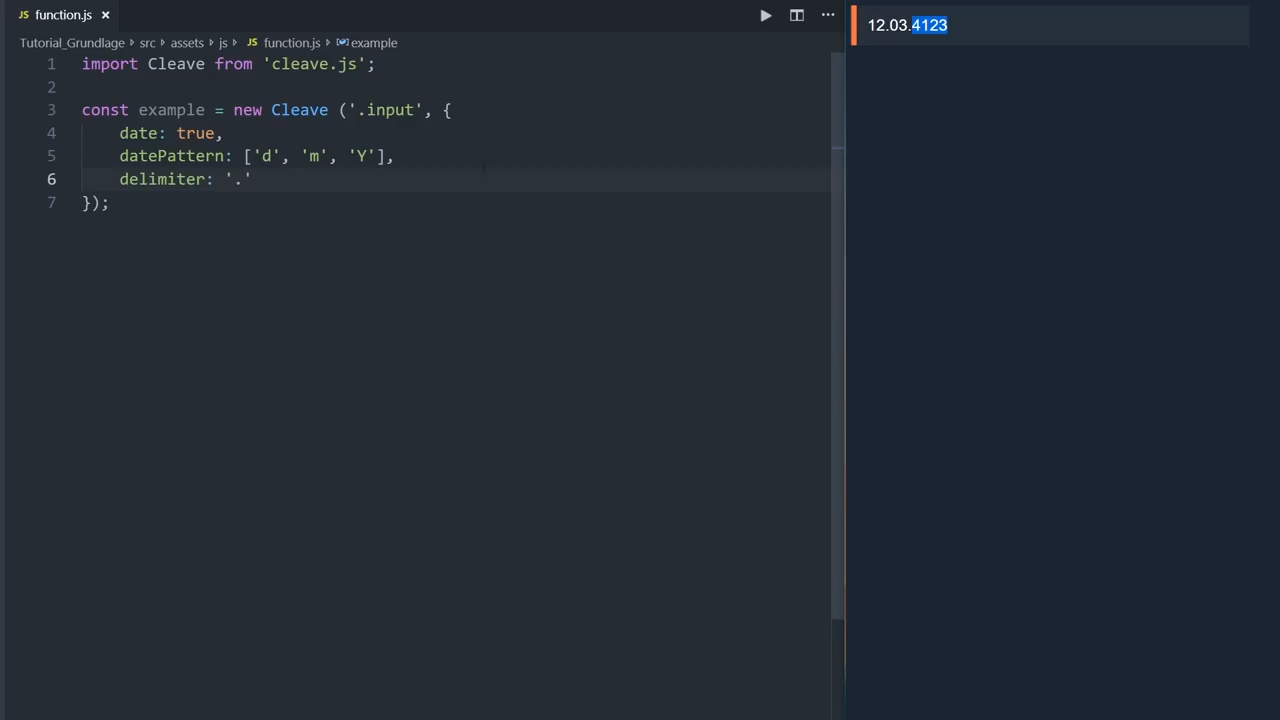 JS function.js ×
Tutorial_Grundlage src assets js JS function.js example
1 import Cleave from 'cleave.js';
2
3 const example = new Cleave ('.input', {
4 date: true,
5 datePattern: ['d', 'm', 'Y'],
6 delimiter: '.'
7 });
12.03.4123